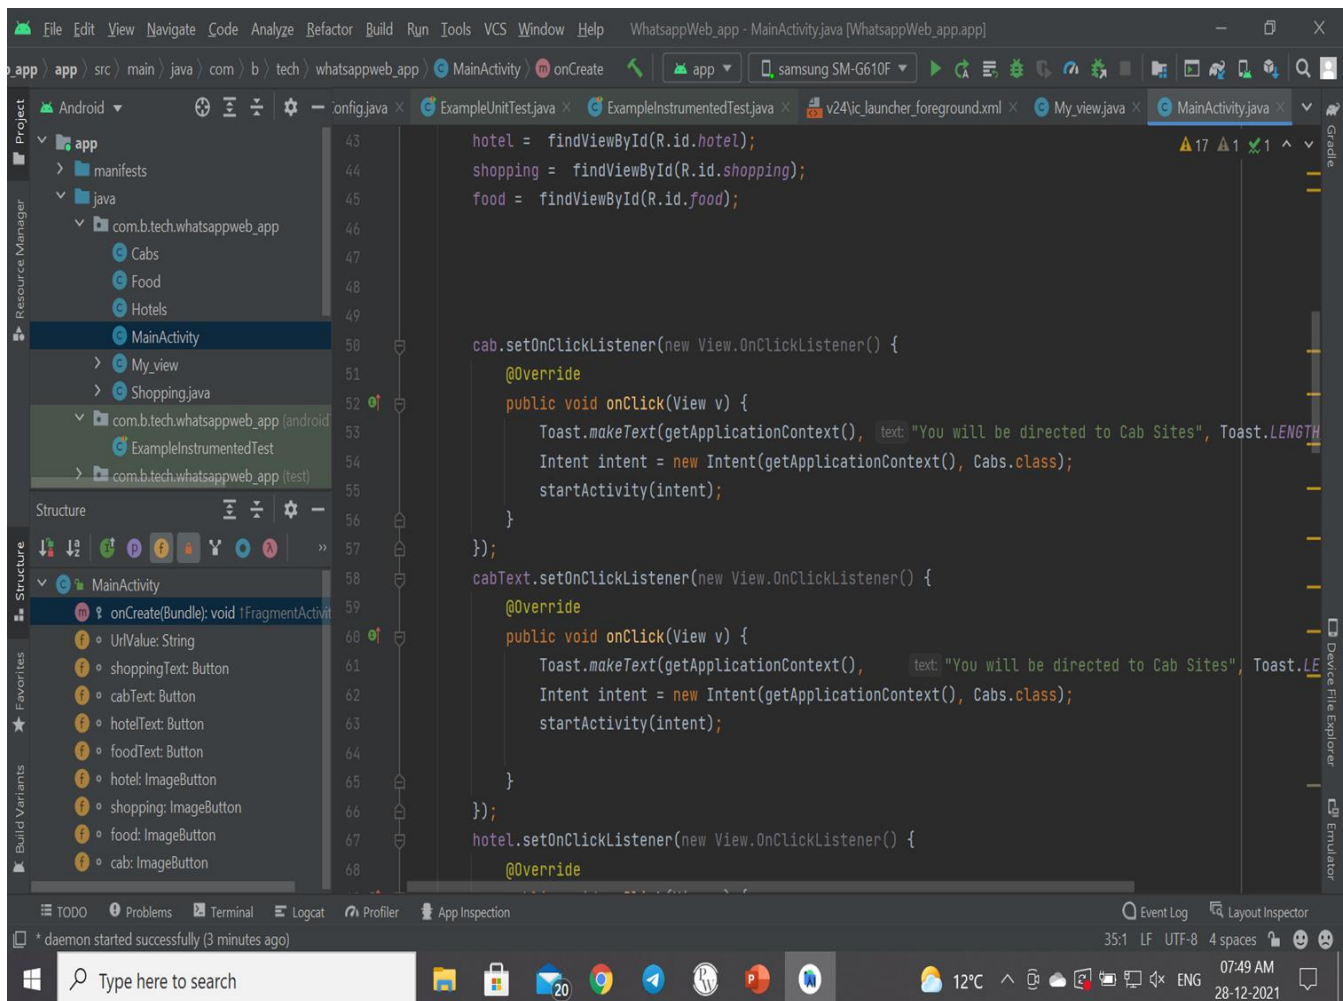 File Edit View Navigate Code Analyze Refactor Build Run Tools VCS Window Help WhatsappWeb_app - MainActivity.java [WhatsappWeb_app.app]
app app src main java com b tech whatsappweb_app MainActivity onCreate app samsung SM-G610F
Project
Android
onfig.java ExampleUnitTest.java ExampleInstrumentedTest.java v24\ic_launcher_foreground.xml My_view.java MainActivity.java
Gradle
17 1 1
app
manifests
java
com.b.tech.whatsappweb_app
Cabs
Food
Hotels
MainActivity
My_view
Shopping.java
com.b.tech.whatsappweb_app (android
ExampleInstrumentedTest
com.b.tech.whatsappweb_app (test)
Resource Manager
Structure
Structure
MainActivity
onCreate(Bundle): void ↑FragmentActivit
UrlValue: String
shoppingText: Button
cabText: Button
hotelText: Button
foodText: Button
hotel: ImageButton
shopping: ImageButton
food: ImageButton
cab: ImageButton
Favorites
Build Variants
43 hotel = findViewById(R.id.hotel);
44 shopping = findViewById(R.id.shopping);
45 food = findViewById(R.id.food);
46
47
48
49
50 cab.setOnClickListener(new View.OnClickListener() {
51 @Override
52 public void onClick(View v) {
53 Toast.makeText(getApplicationContext(), text: "You will be directed to Cab Sites", Toast.LENGTH
54 Intent intent = new Intent(getApplicationContext(), Cabs.class);
55 startActivity(intent);
56 }
57 });
58 cabText.setOnClickListener(new View.OnClickListener() {
59 @Override
60 public void onClick(View v) {
61 Toast.makeText(getApplicationContext(), text: "You will be directed to Cab Sites", Toast.LE
62 Intent intent = new Intent(getApplicationContext(), Cabs.class);
63 startActivity(intent);
64
65 }
66 });
67 hotel.setOnClickListener(new View.OnClickListener() {
68 @Override
Device File Explorer
Emulator
TODO Problems Terminal Logcat Profiler App Inspection Event Log Layout Inspector
* daemon started successfully (3 minutes ago) 35:1 LF UTF-8 4 spaces
Type here to search 20 12°C ENG 07:49 AM
28-12-2021